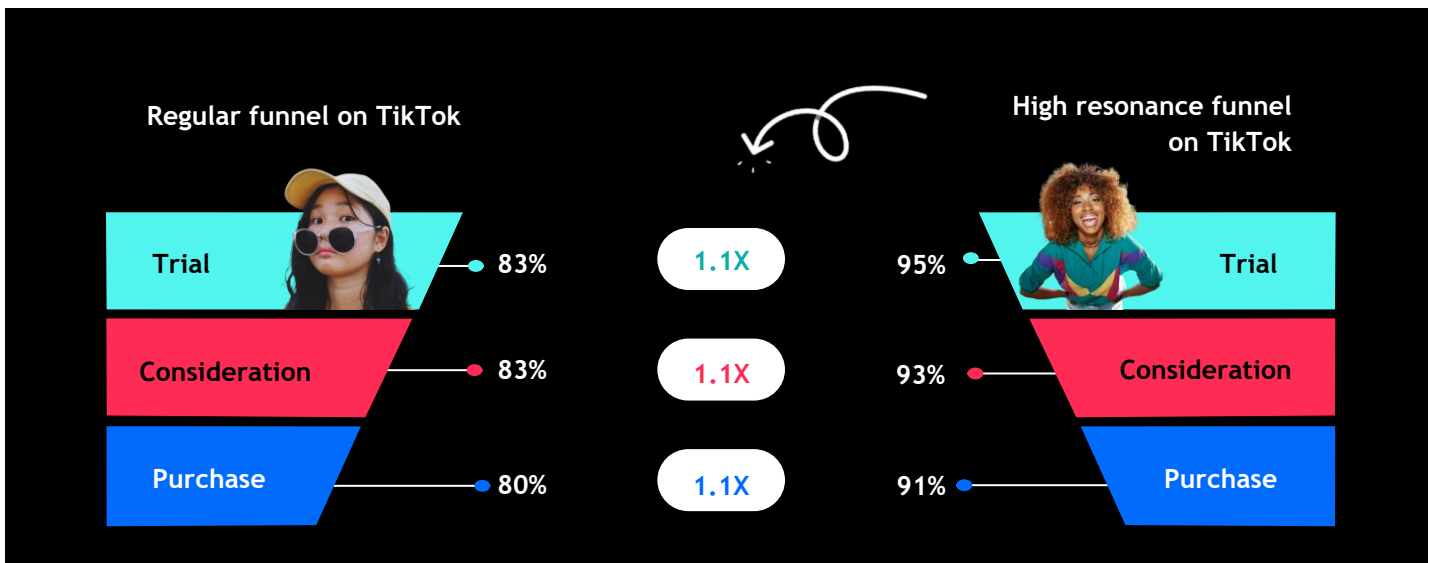 Regular funnel on TikTok
High resonance funnel
on TikTok
Trial
83%
1.1X
95%
Trial
Consideration
83%
1.1X
93%
Consideration
Purchase
80%
1.1X
91%
Purchase